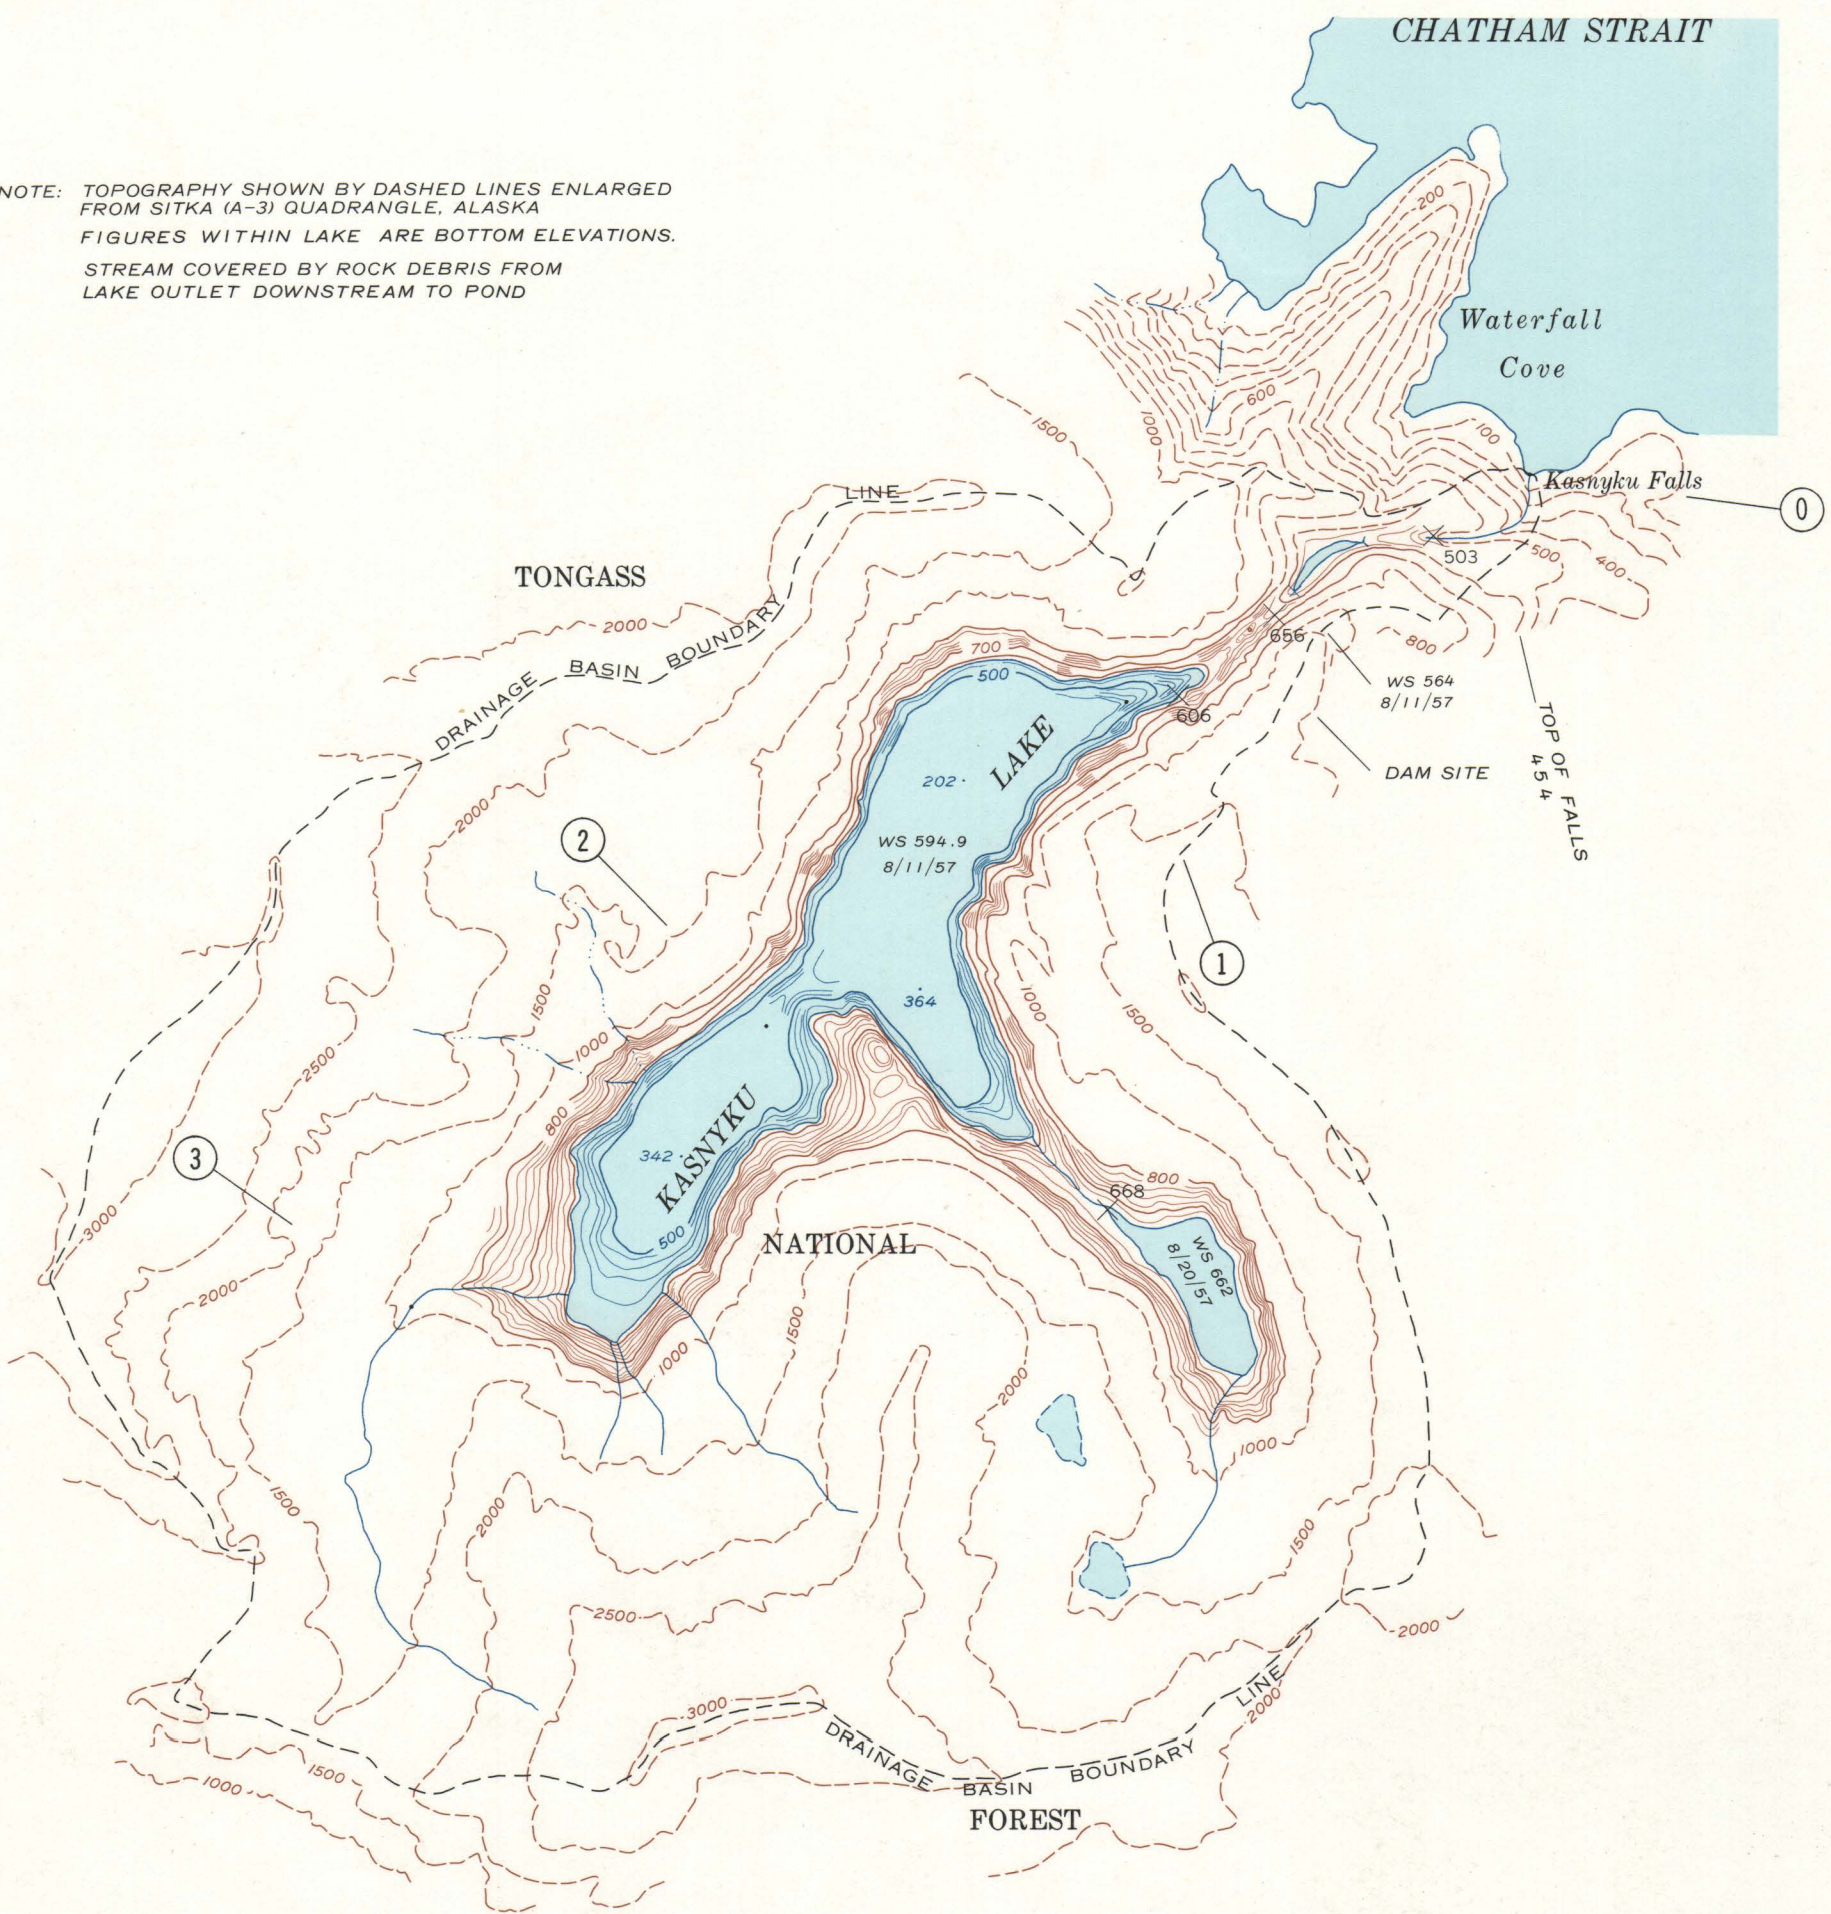 CHATHAM STRAIT
NOTE: TOPOGRAPHY SHOWN BY DASHED LINES ENLARGED
FROM SITKA (A-3) QUADRANGLE, ALASKA
FIGURES WITHIN LAKE ARE BOTTOM ELEVATIONS.
STREAM COVERED BY ROCK DEBRIS FROM
LAKE OUTLET DOWNSTREAM TO POND
200
Waterfall
Cove
600
1000
1500
100
Kasnyku Falls
0
LINE
503
500
400
TONGASS
2000
BOUNDARY
BASIN
DRAINAGE
656
800
700
500
WS 564
8/11/57
606
TOP OF FALLS
454
LAKE
202
DAM SITE
2000
2
WS 594.9
8/11/57
1
1500
364
1000
1500
1000
2500
800
3
KASNYKU
342
800
668
3000
500
NATIONAL
WS 662
8/20/57
2000
1500
1000
2000
1000
1500
2000
1500
2500
2000
LINE
2000
3000
DRAINAGE
BASIN
BOUNDARY
1500
1000
FOREST